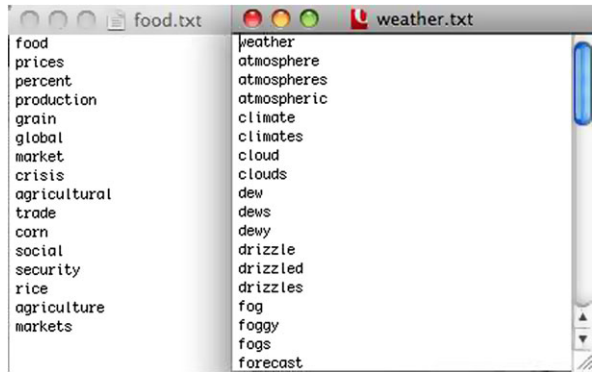 food.txt
food
prices
percent
production
grain
global
market
crisis
agricultural
trade
corn
social
security
rice
agriculture
markets
weather.txt
weather
atmosphere
atmospheres
atmospheric
climate
climates
cloud
clouds
dew
dews
dewy
drizzle
drizzled
drizzles
fog
foggy
fogs
forecast